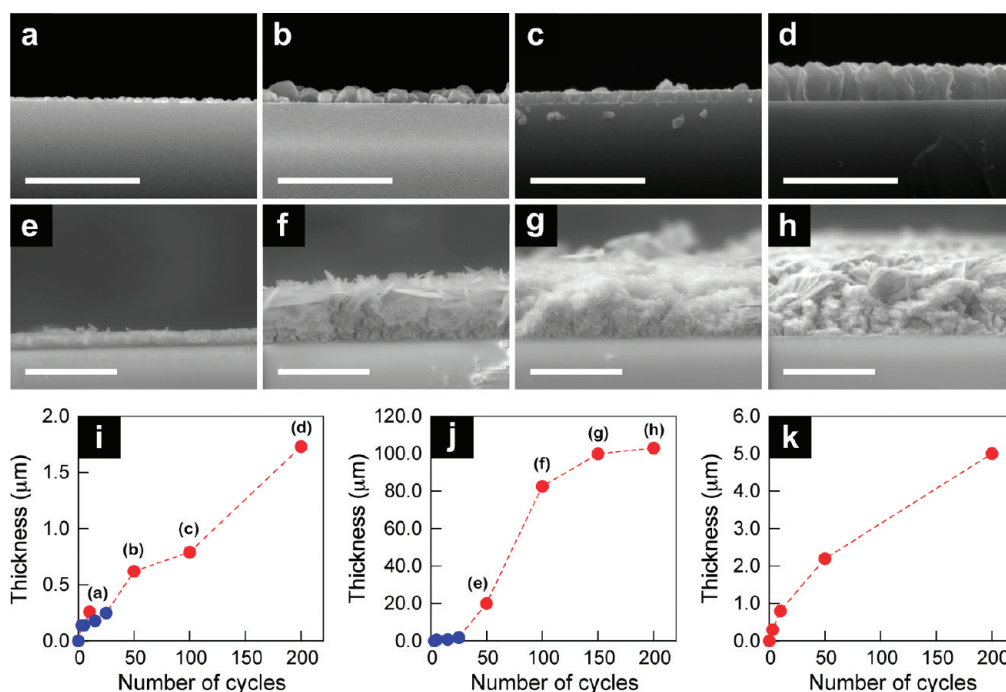 a b c d
e f g h
i j k
2.0
1.5
1.0
0.5
0.0
Thickness (μm)
(a)
(b)
(c)
(d)
0 50 100 150 200
Number of cycles
120.0
100.0
80.0
60.0
40.0
20.0
0.0
Thickness (μm)
(e)
(f)
(g)
(h)
0 50 100 150 200
Number of cycles
6.0
5.0
4.0
3.0
2.0
1.0
0.0
Thickness (μm)
0 50 100 150 200
Number of cycles